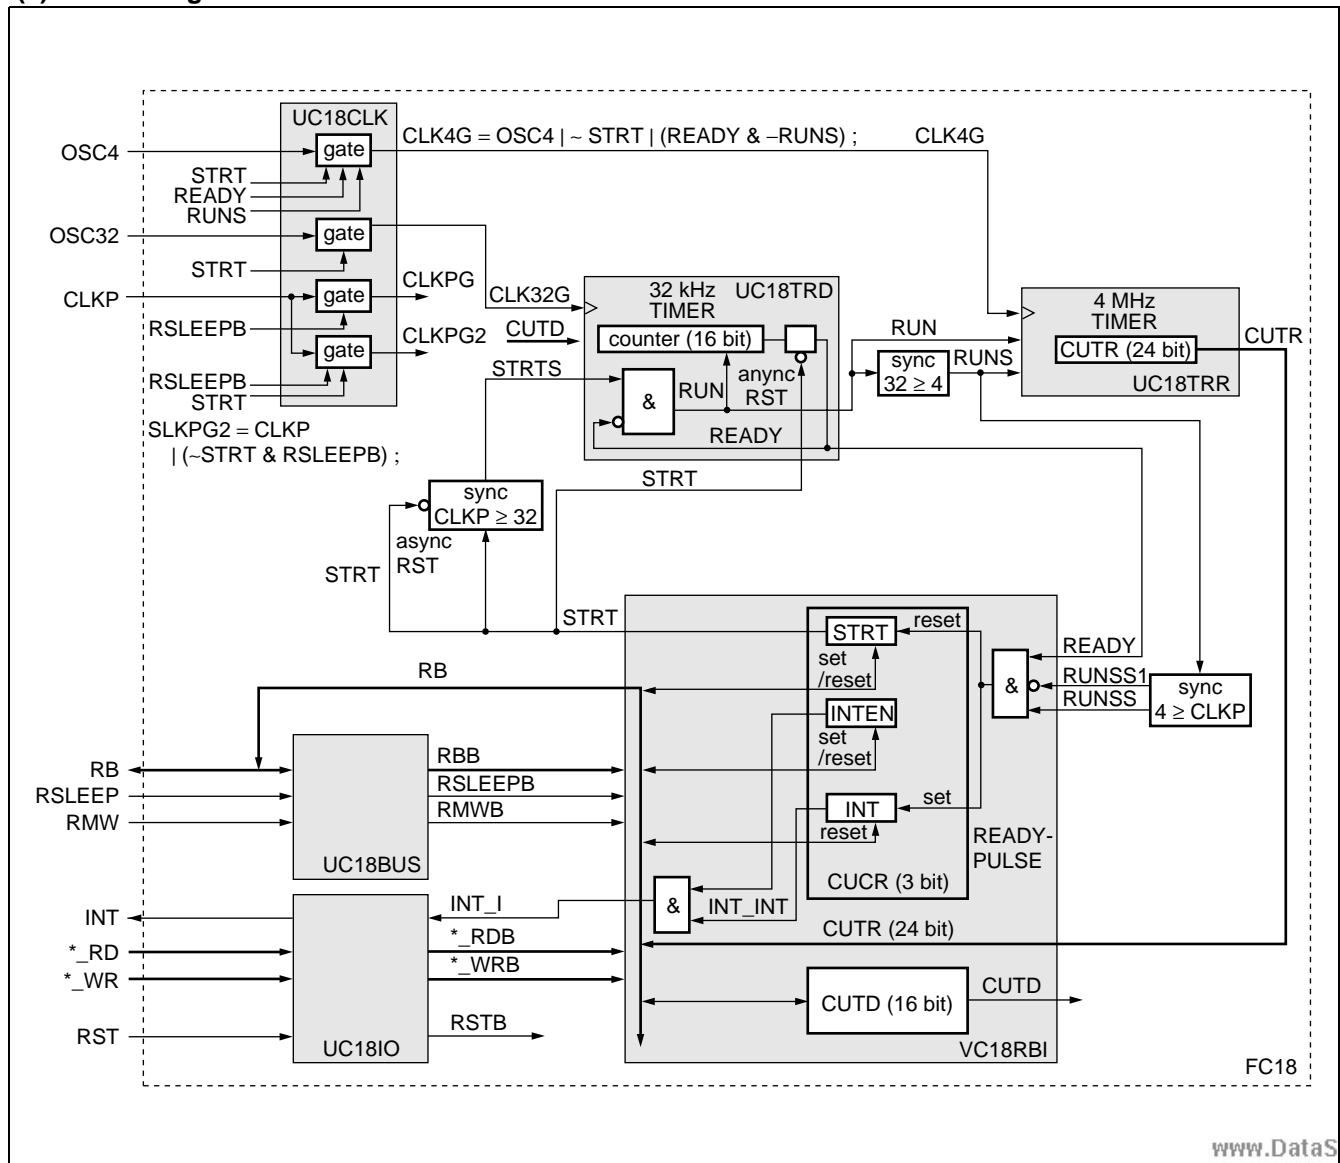 UC18CLK
OSC4
gate
CLK4G = OSC4 | ~ STRT | (READY & –RUNS) ;
CLK4G
STRT
READY
RUNS
OSC32
gate
STRT
CLKP
gate
CLKPG
RSLEEPB
gate
CLKPG2
RSLEEPB
STRT
SLKPG2 = CLKP
| (~STRT & RSLEEPB) ;
CLK32G
CUTD
STRTS
32 kHz
TIMER
UC18TRD
counter (16 bit)
&
RUN
anync
RST
READY
STRT
RUN
sync
32 ≥ 4
RUNS
4 MHz
TIMER
CUTR (24 bit)
UC18TRR
CUTR
sync
CLKP ≥ 32
async
RST
STRT
STRT
STRT
reset
set
/reset
INTEN
set
/reset
INT
set
reset
CUCR (3 bit)
READY-
PULSE
&
READY
RUNSS1
RUNSS
sync
4 ≥ CLKP
RB
RB
RSLEEP
RMW
UC18BUS
RBB
RSLEEPB
RMWB
INT
*_RD
*_WR
RST
UC18IO
INT_I
*_RDB
*_WRB
RSTB
&
INT_INT
CUTR (24 bit)
CUTD (16 bit)
CUTD
VC18RBI
FC18
www.DataS